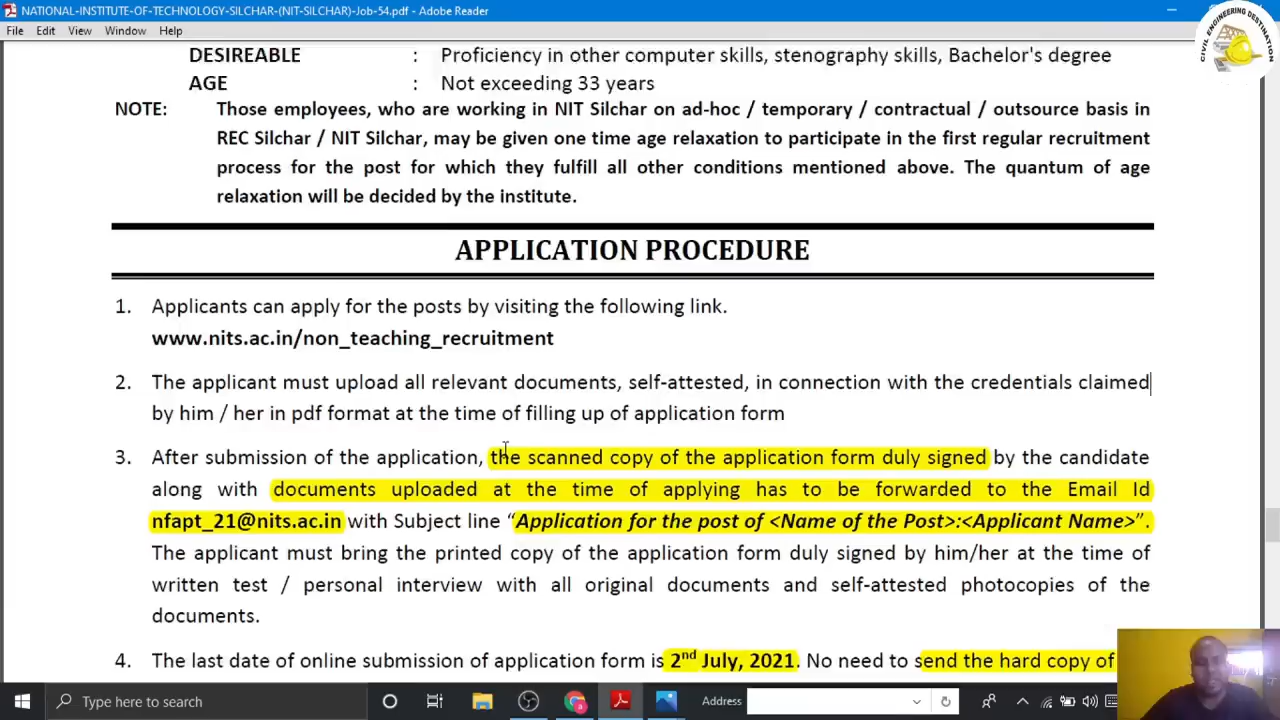 NATIONAL-INSTITUTE-OF-TECHNOLOGY-SILCHAR-(NIT-SILCHAR)-Job-54.pdf - Adobe Reader
File Edit View Window Help
CIVIL ENGINEERING DESTINATION
DESIREABLE : Proficiency in other computer skills, stenography skills, Bachelor's degree
AGE : Not exceeding 33 years
NOTE: Those employees, who are working in NIT Silchar on ad-hoc / temporary / contractual / outsource basis in
REC Silchar / NIT Silchar, may be given one time age relaxation to participate in the first regular recruitment
process for the post for which they fulfill all other conditions mentioned above. The quantum of age
relaxation will be decided by the institute.
APPLICATION PROCEDURE
1. Applicants can apply for the posts by visiting the following link.
www.nits.ac.in/non_teaching_recruitment
2. The applicant must upload all relevant documents, self-attested, in connection with the credentials claimed
by him / her in pdf format at the time of filling up of application form
3. After submission of the application, the scanned copy of the application form duly signed by the candidate
along with documents uploaded at the time of applying has to be forwarded to the Email Id
nfapt_21@nits.ac.in with Subject line “Application for the post of <Name of the Post>:<Applicant Name>”.
The applicant must bring the printed copy of the application form duly signed by him/her at the time of
written test / personal interview with all original documents and self-attested photocopies of the
documents.
4. The last date of online submission of application form is 2nd July, 2021. No need to send the hard copy of
Type here to search
Address